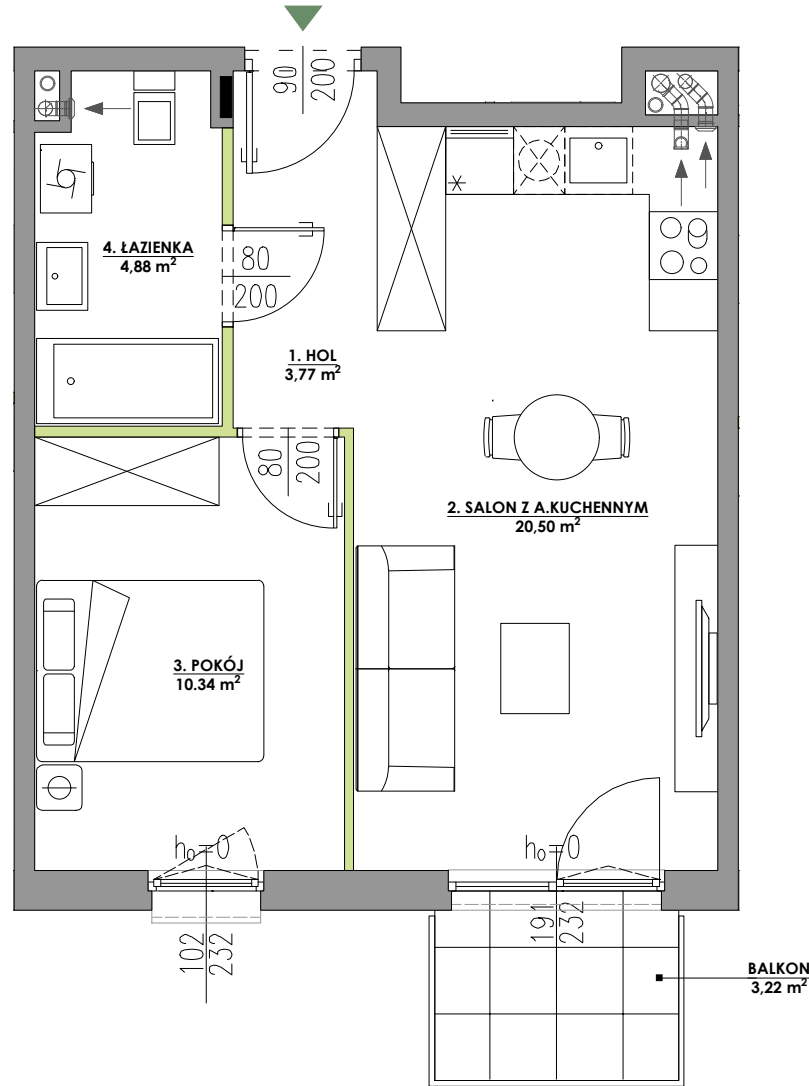 90
200
4. ŁAZIENKA
4,88 m²
80
200
1. HOL
3,77 m²
80
200
2. SALON Z A.KUCHENNYM
20,50 m²
3. POKÓJ
10.34 m²
h₀=0
h₀=0
102
232
191
232
BALKON
3,22 m²